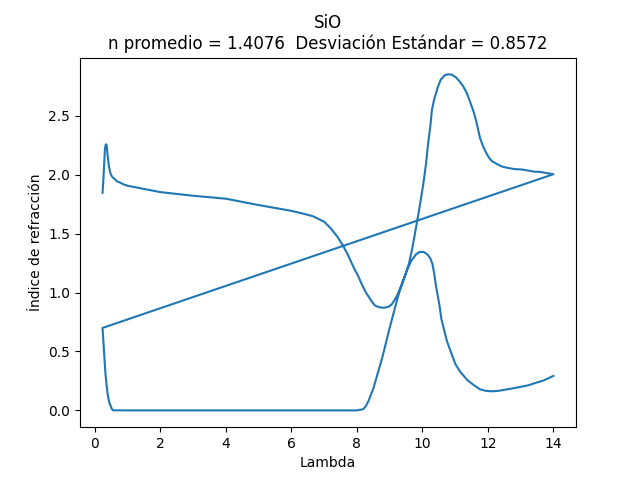 SiO
n promedio = 1.4076  Desviación Estándar = 0.8572
Índice de refracción
2.5
2.0
1.5
1.0
0.5
0.0
0 2 4 6 8 10 12 14
Lambda